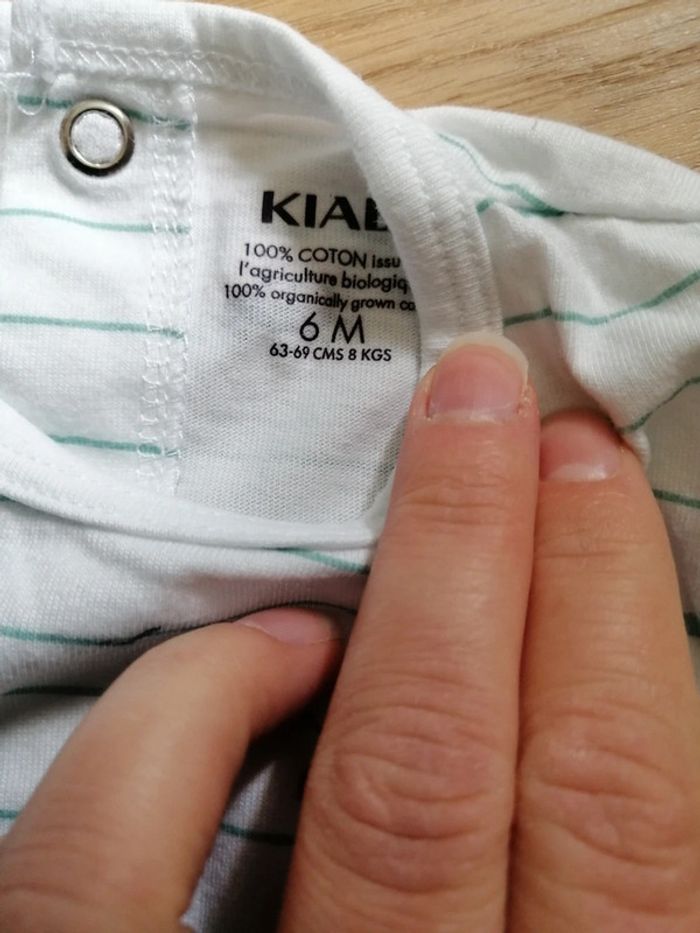 KIAB
100% COTON issu
l'agriculture biologiq
100% organically grown co
6 M
63-69 CMS 8 KGS